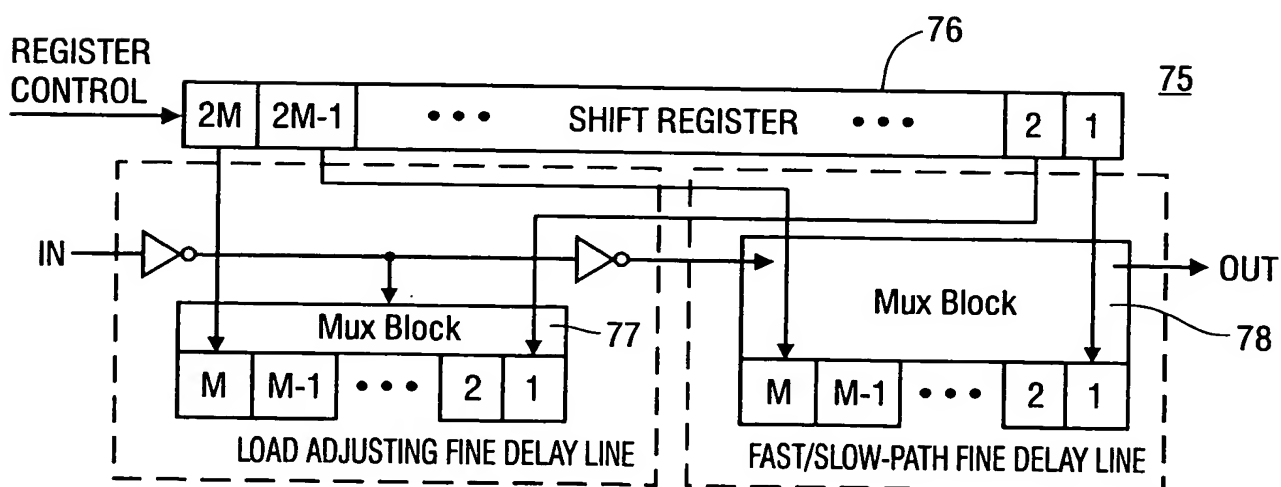 76
REGISTER
CONTROL
75
2M 2M-1 • • • SHIFT REGISTER • • • 2 1
IN
OUT
Mux Block
77
Mux Block
78
M M-1 • • • 2 1
M M-1 • • • 2 1
LOAD ADJUSTING FINE DELAY LINE
FAST/SLOW-PATH FINE DELAY LINE